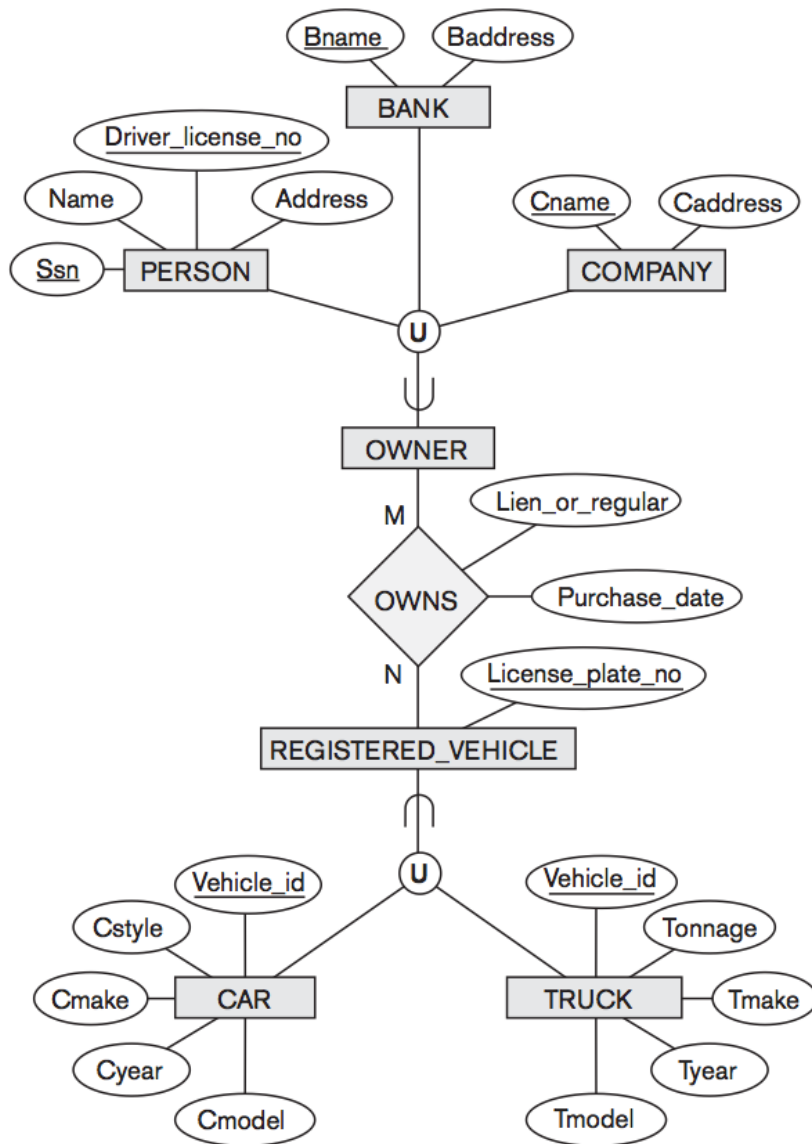 Bname
Baddress
BANK
Driver_license_no
Name
Address
Cname
Caddress
Ssn
PERSON
COMPANY
U
OWNER
M
Lien_or_regular
OWNS
Purchase_date
N
License_plate_no
REGISTERED_VEHICLE
U
Vehicle_id
Vehicle_id
Cstyle
Tonnage
Cmake
CAR
TRUCK
Tmake
Cyear
Tyear
Cmodel
Tmodel